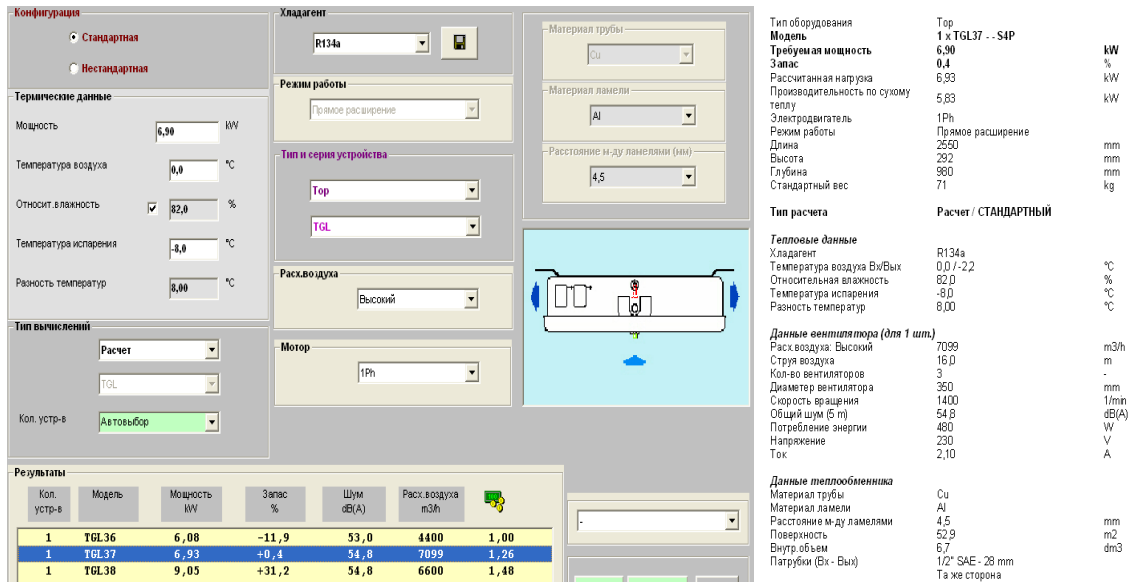 Конфигурация
Стандартная
Нестандартная
Термические данные
Мощность 6,90 kW
Температура воздуха 0,0 °C
Относит.влажность 82,0 %
Температура испарения -8,0 °C
Разность температур 8,00 °C
Тип вычислений
Расчет
TGL
Кол. устр-в Автовыбор
Хладагент
R134a
Режим работы
Прямое расширение
Тип и серия устройства
Top
TGL
Расх.воздуха
Высокий
Мотор
1Ph
Материал трубы
Cu
Материал ламели
Al
Расстояние м-ду ламелями (мм)
4,5
Результаты
Кол. устр-в Модель Мощность kW Запас % Шум dB(A) Расх.воздуха m3/h
1 TGL36 6,08 -11,9 53,0 4400 1,00
1 TGL37 6,93 +0,4 54,8 7099 1,26
1 TGL38 9,05 +31,2 54,8 6600 1,48
-
Тип оборудования Top
Модель 1 x TGL37 - - S4P
Требуемая мощность 6,90 kW
Запас 0,4 %
Рассчитанная нагрузка 6,93 kW
Производительность по сухому
теплу 5,83 kW
Электродвигатель 1Ph
Режим работы Прямое расширение
Длина 2550 mm
Высота 292 mm
Глубина 980 mm
Стандартный вес 71 kg
Тип расчета Расчет / СТАНДАРТНЫЙ
Тепловые данные
Хладагент R134a
Температура воздуха Вх/Вых 0,0 / -2,2 °C
Относительная влажность 82,0 %
Температура испарения -8,0 °C
Разность температур 8,00 °C
Данные вентилятора (для 1 шт.)
Расх.воздуха: Высокий 7099 m3/h
Струя воздуха 16,0 m
Кол-во вентиляторов 3 -
Диаметр вентилятора 350 mm
Скорость вращения 1400 1/min
Общий шум (5 m) 54,8 dB(A)
Потребление энергии 480 W
Напряжение 230 V
Ток 2,10 A
Данные теплообменника
Материал трубы Cu
Материал ламели Al
Расстояние м-ду ламелями 4,5 mm
Поверхность 52,9 m2
Внутр.объем 6,7 dm3
Патрубки (Вх - Вых) 1/2" SAE - 28 mm
Та же сторона